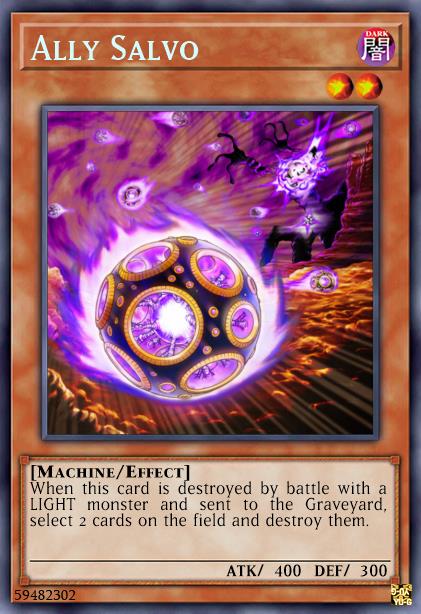 Ally Salvo
DARK
闇
[Machine/Effect]
When this card is destroyed by battle with a
LIGHT monster and sent to the Graveyard,
select 2 cards on the field and destroy them.
ATK/ 400 DEF/ 300
59482302